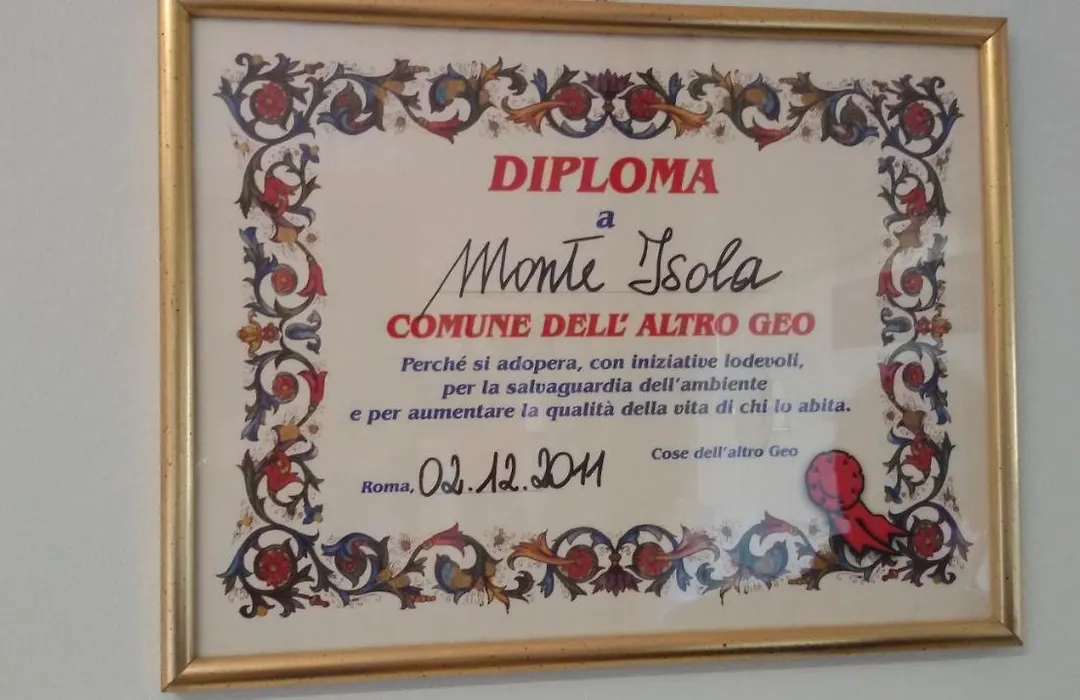 DIPLOMA
a
Monte Isola
COMUNE DELL' ALTRO GEO
Perché si adopera, con iniziative lodevoli,
per la salvaguardia dell'ambiente
e per aumentare la qualità della vita di chi lo abita.
Cose dell'altro Geo
Roma, 02.12.2011